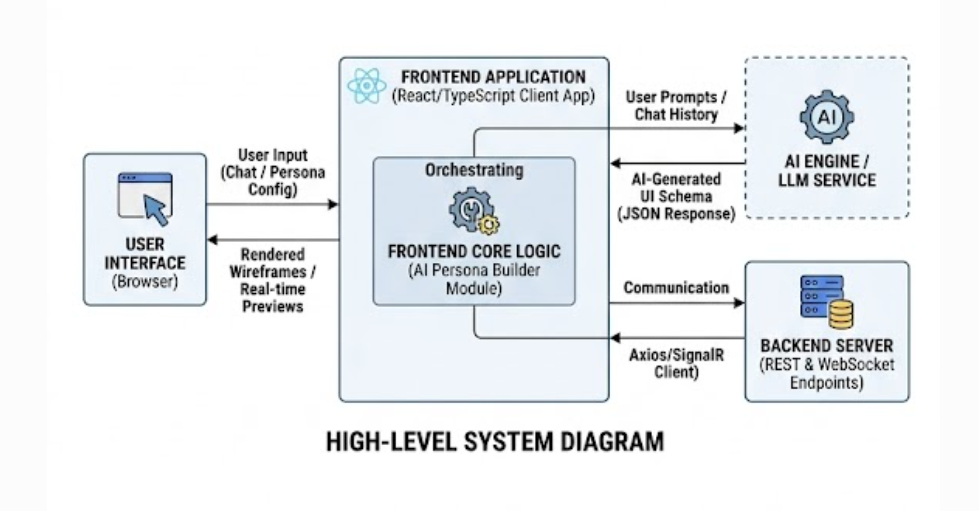 FRONTEND APPLICATION
(React/TypeScript Client App)
User Prompts /
Chat History
AI
AI ENGINE /
LLM SERVICE
User Input
(Chat / Persona
Config)
Orchestrating
AI-Generated
UI Schema
(JSON Response)
USER
INTERFACE
(Browser)
FRONTEND CORE LOGIC
(AI Persona Builder
Module)
Rendered
Wireframes /
Real-time
Previews
Communication
Axios/SignalR
Client)
BACKEND SERVER
(REST & WebSocket
Endpoints)
HIGH-LEVEL SYSTEM DIAGRAM